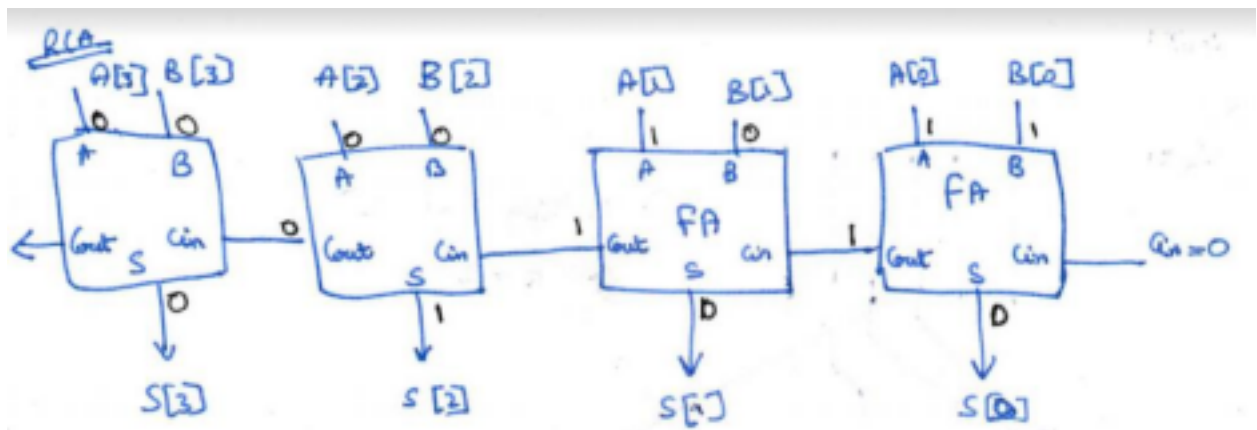 RCA
A[3] B[3] A[2] B[2] A[1] B[1] A[0] B[0]
0 0 0 0 1 0 1 1
A B A B A B A B
FA FA
0 1 1
Cout Cin Cout Cin Cout Cin Cout Cin Cin=0
S S S S
0 1 0 0
S[3] S[2] S[1] S[0]